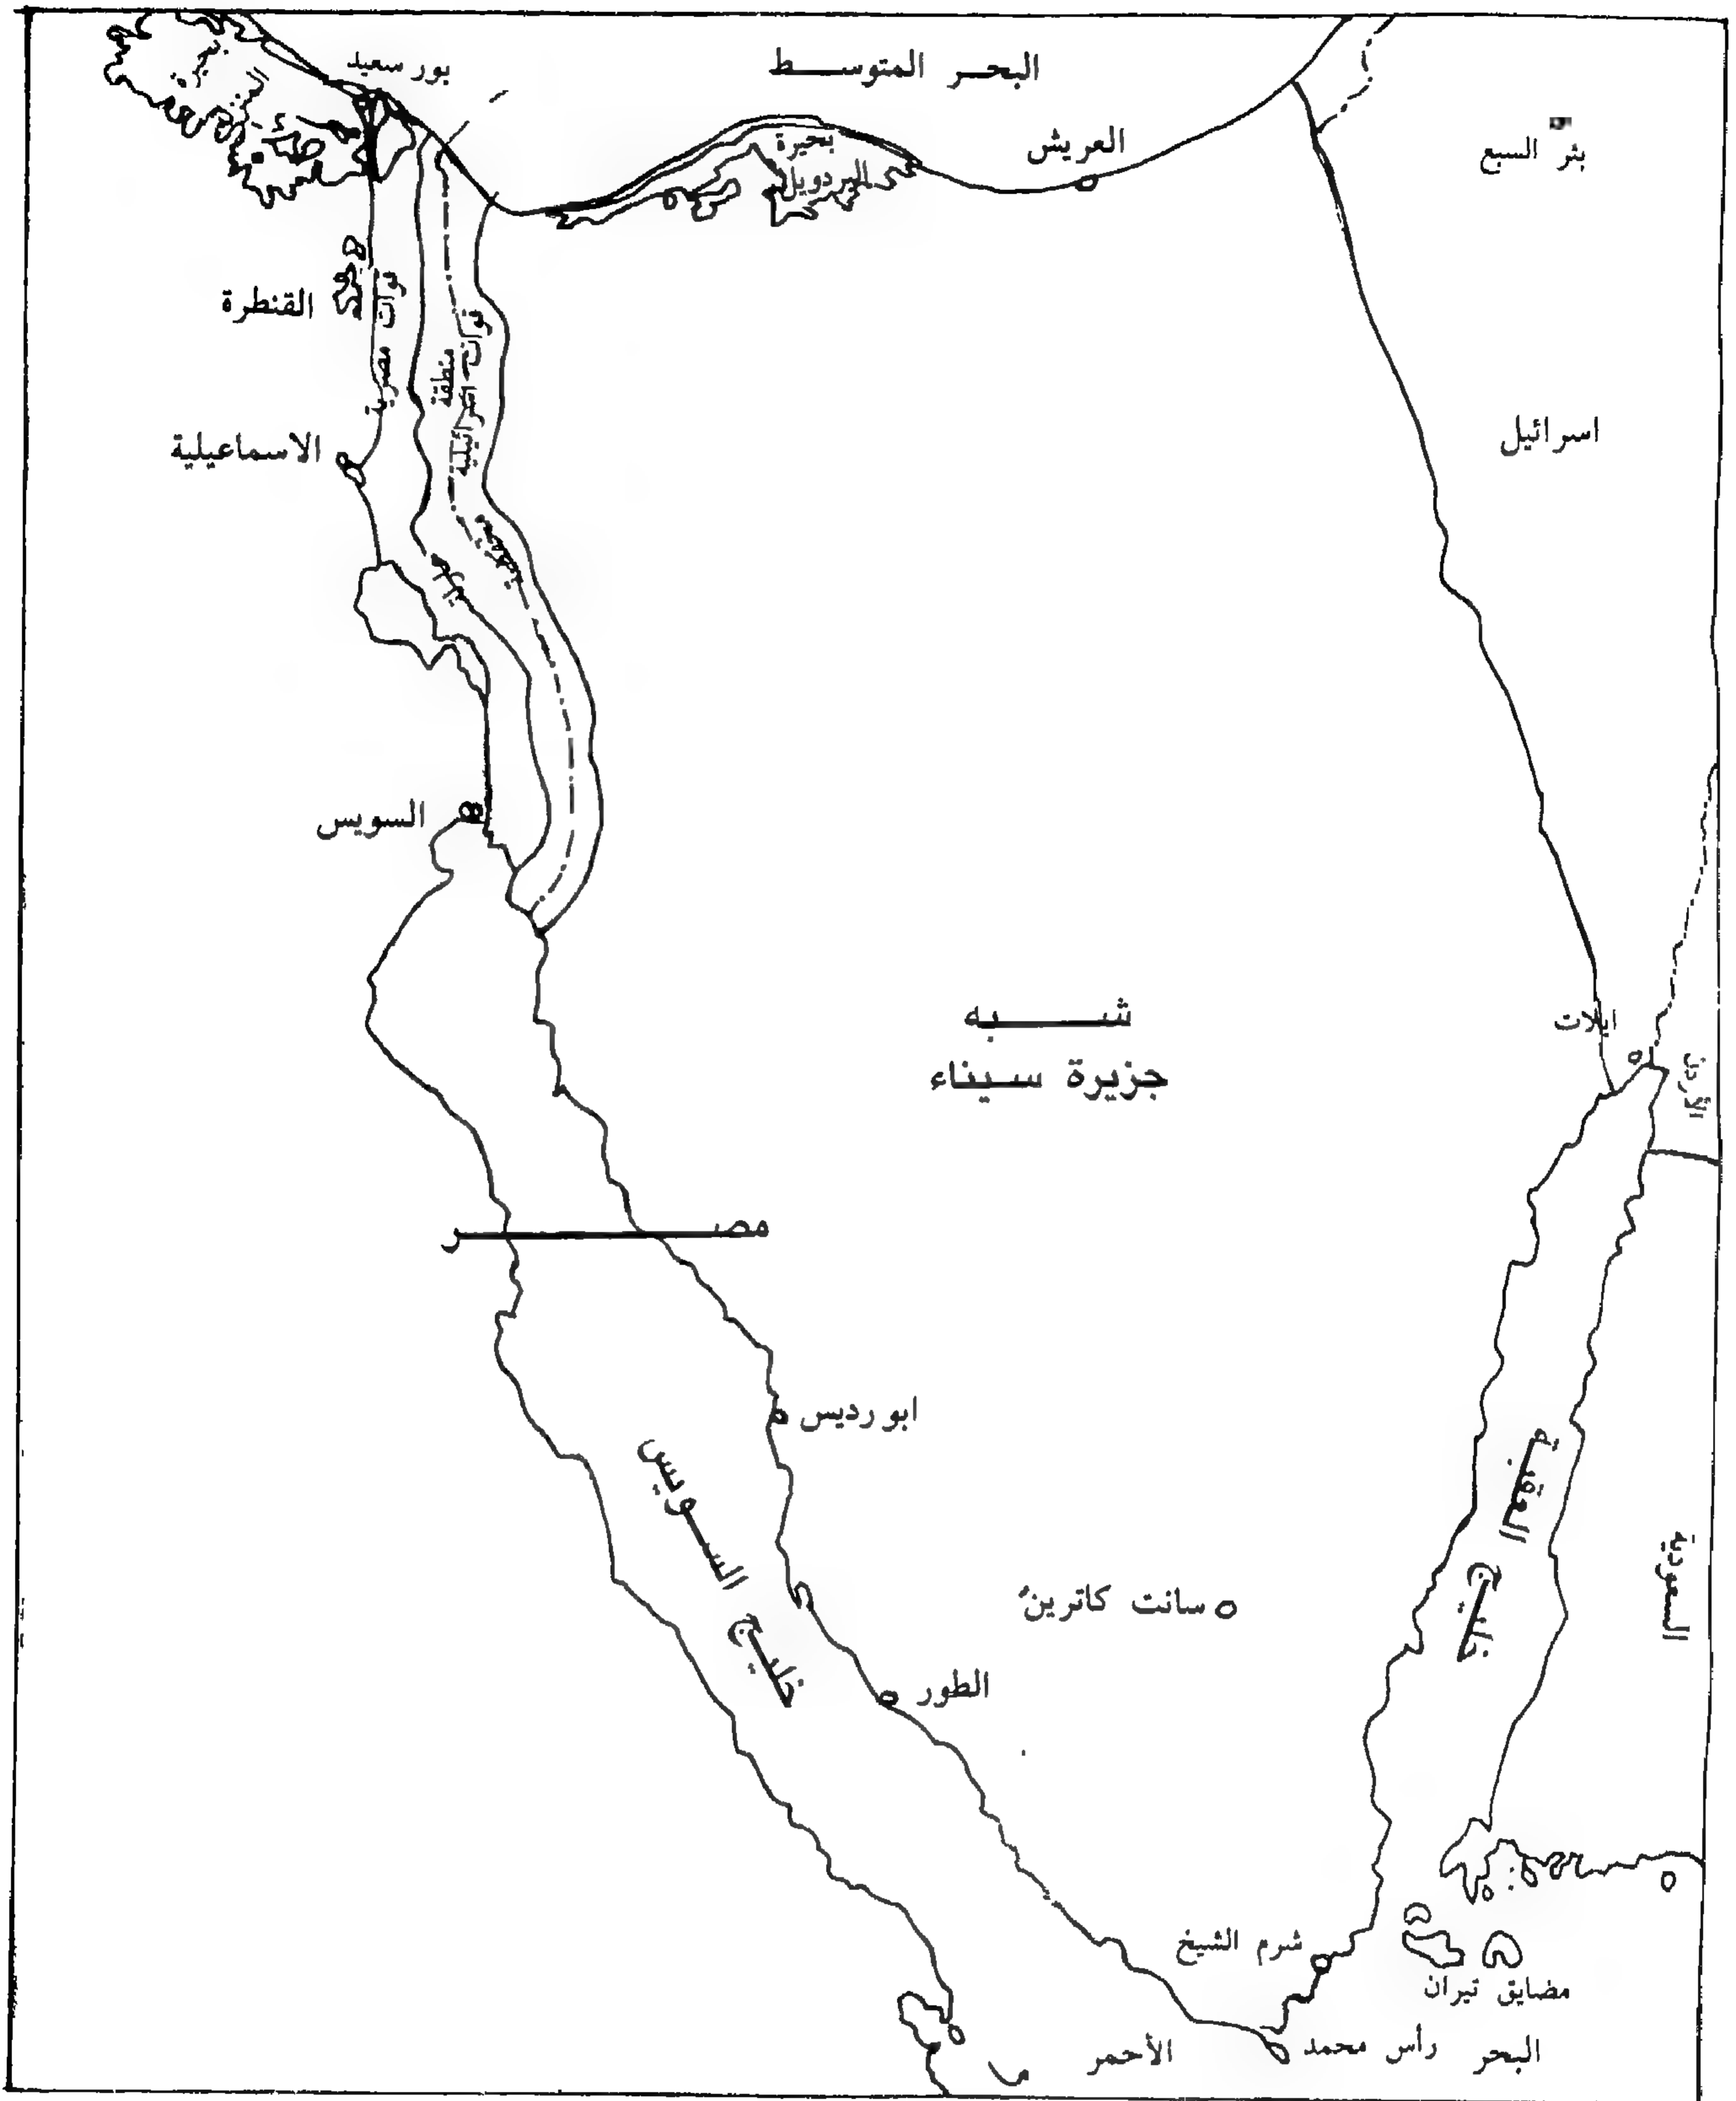 بور سعيد
البحر المتوسط
بحيرة
البردويل
العريش
بئر السبع
القنطرة
قوات مصرية
منطقة
قوات اسرائيلية
الاسماعيلية
اسرائيل
السويس
شبه
جزيرة سيناء
ايلات
الأردن
مصر
ابو رديس
خليج السويس
خليج العقبة
السعودية
سانت كاترين
الطور
شرم الشيخ
مضايق تيران
رأس محمد
البحر الأحمر